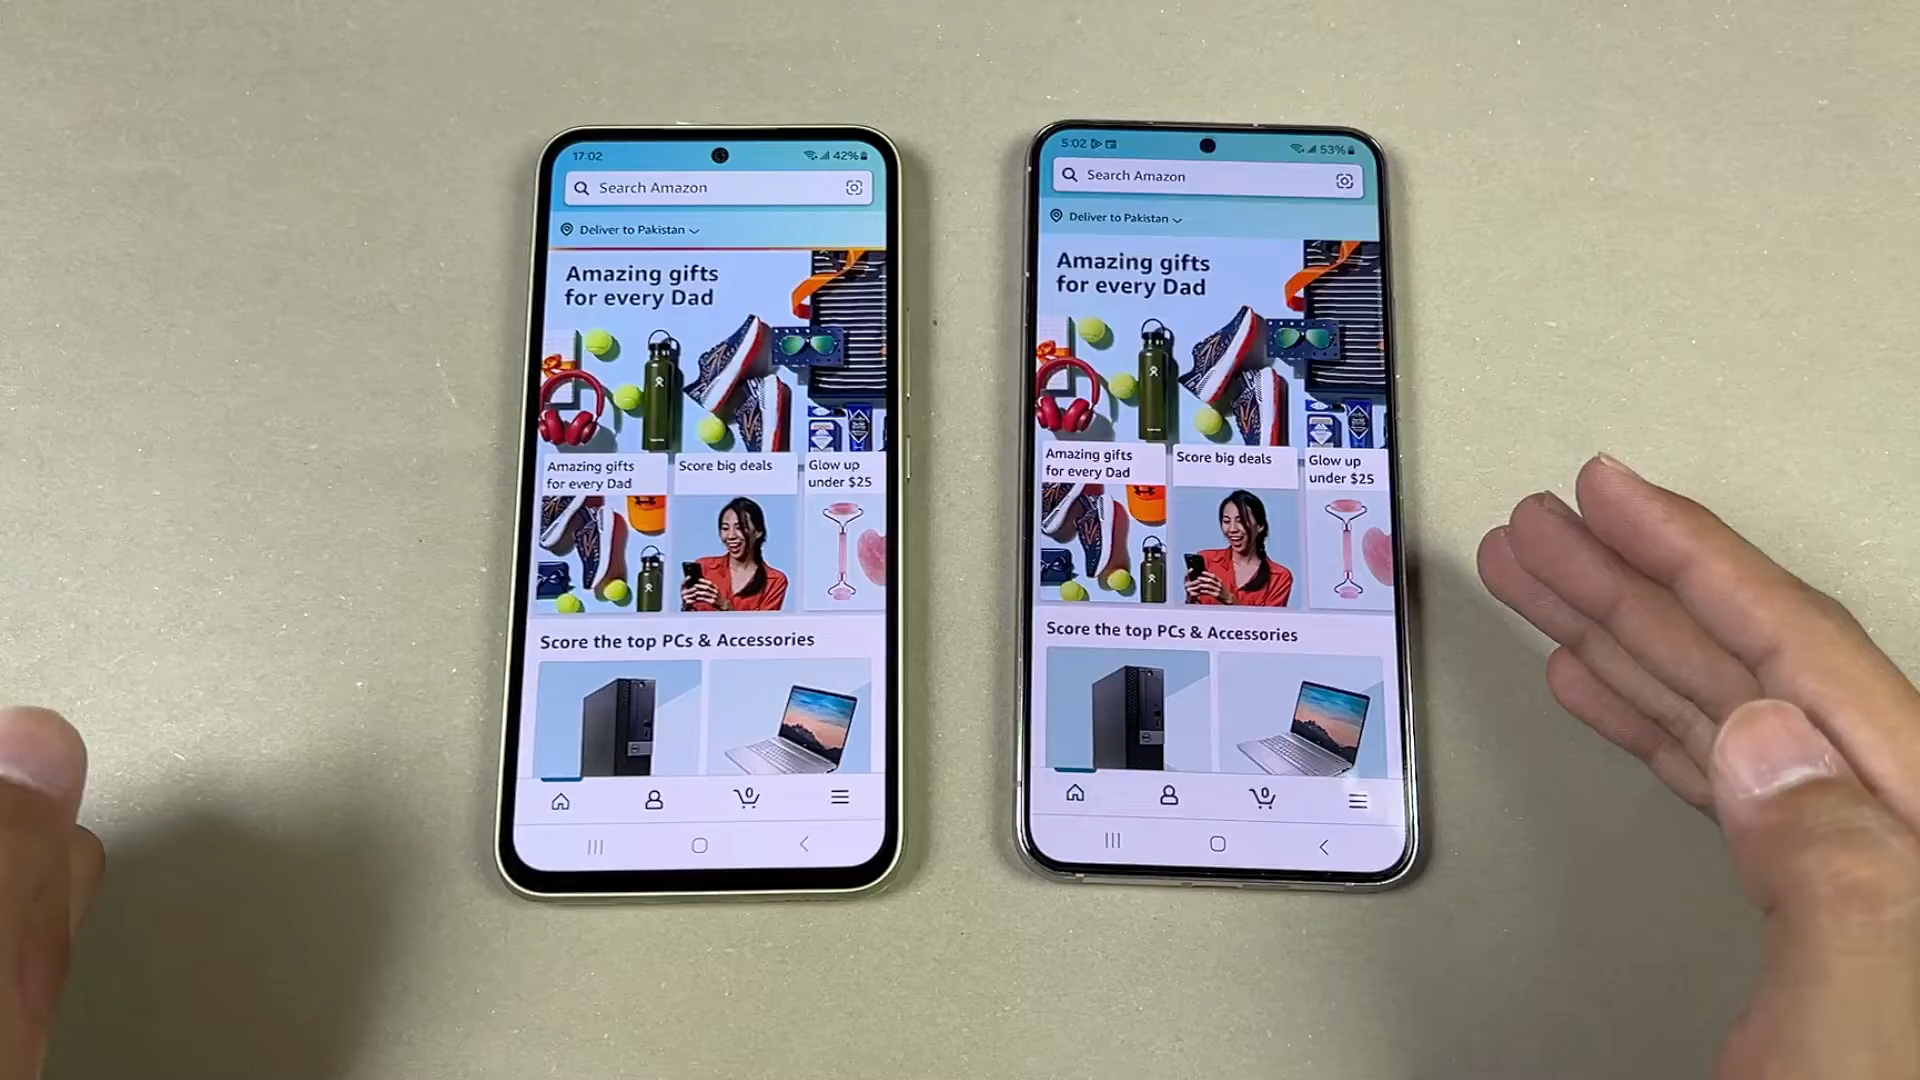 17:02
42%
Search Amazon
Deliver to Pakistan
Amazing gifts
for every Dad
Amazing gifts
for every Dad
Score big deals
Glow up
under $25
Score the top PCs & Accessories
0
5:02
53%
Search Amazon
Deliver to Pakistan
Amazing gifts
for every Dad
Amazing gifts
for every Dad
Score big deals
Glow up
under $25
Score the top PCs & Accessories
0